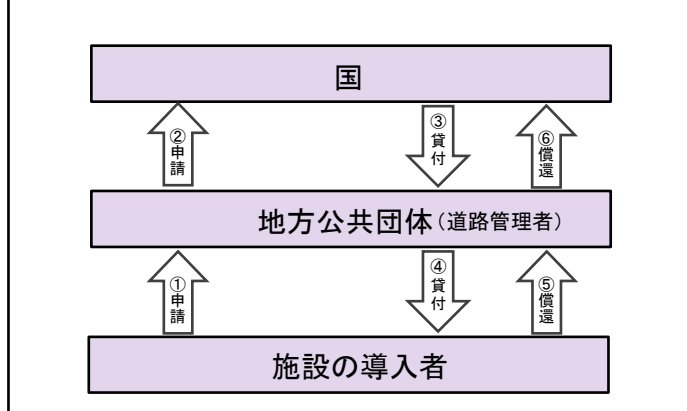 国
②申請
③貸付
⑥償還
地方公共団体(道路管理者)
①申請
④貸付
⑤償還
施設の導入者